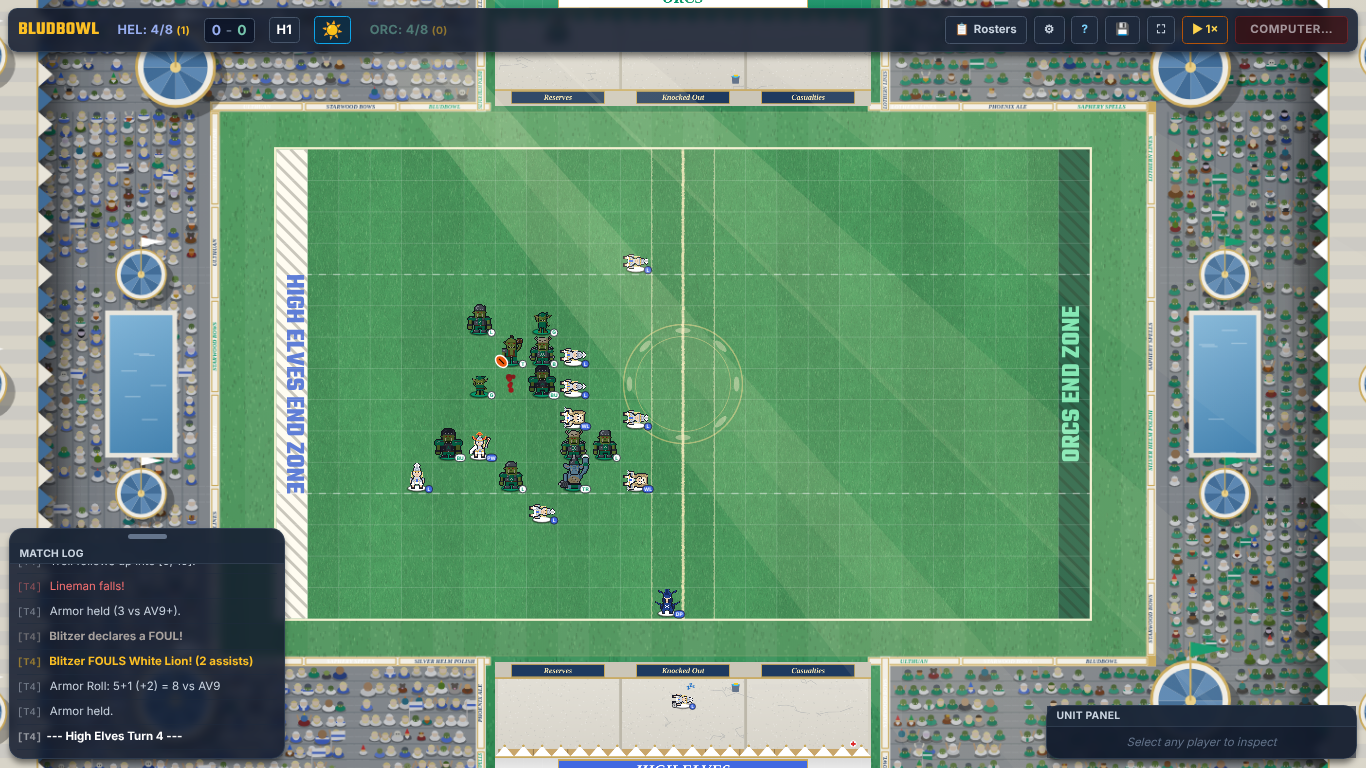 ORCS
BLUDBOWL
HEL: 4/8 (1)
0 - 0
H1
ORC: 4/8 (0)
📋 Rosters
?
▶ 1×
COMPUTER...
Reserves
Knocked Out
Casualties
STARWOOD BOWS
BLUDBOWL
PHOENIX ALE
SAPHERY SPELLS
HIGH ELVES END ZONE
ORCS END ZONE
MATCH LOG
[T4] Lineman falls!
[T4] Armor held (3 vs AV9+).
[T4] Blitzer declares a FOUL!
[T4] Blitzer FOULS White Lion! (2 assists)
[T4] Armor Roll: 5+1 (+2) = 8 vs AV9
[T4] Armor held.
[T4] --- High Elves Turn 4 ---
SILVER HELM POLISH
ULTHUAN
BLUDBOWL
Reserves
Knocked Out
Casualties
HIGH ELVES
UNIT PANEL
Select any player to inspect